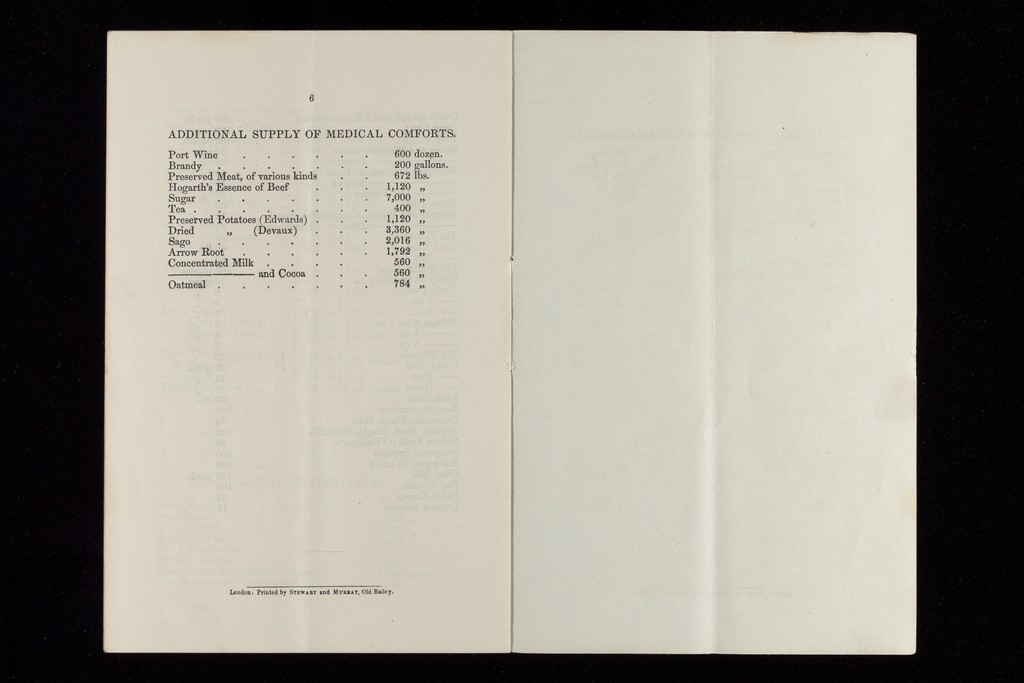 6
ADDITIONAL SUPPLY OF MEDICAL COMFORTS.
Port Wine . . . . . . 600 dozen.
Brandy . . . . . . . 200 gallons.
Preserved Meat, of various kinds . . 672 lbs.
Hogarth's Essence of Beef . . . 1,120 „
Sugar . . . . . . . 7,000 „
Tea . . . . . . . . 400 „
Preserved Potatoes (Edwards) . . . 1,120 „
Dried „ (Devaux) . . . 3,360 „
Sago . . . . . . . 2,016 „
Arrow Root . . . . . . 1,792 „
Concentrated Milk . . . . 560 „
———————— and Cocoa . . . 560 „
Oatmeal . . . . . . . 784 „
London: Printed by STEWART and MURRAY, Old Bailey.